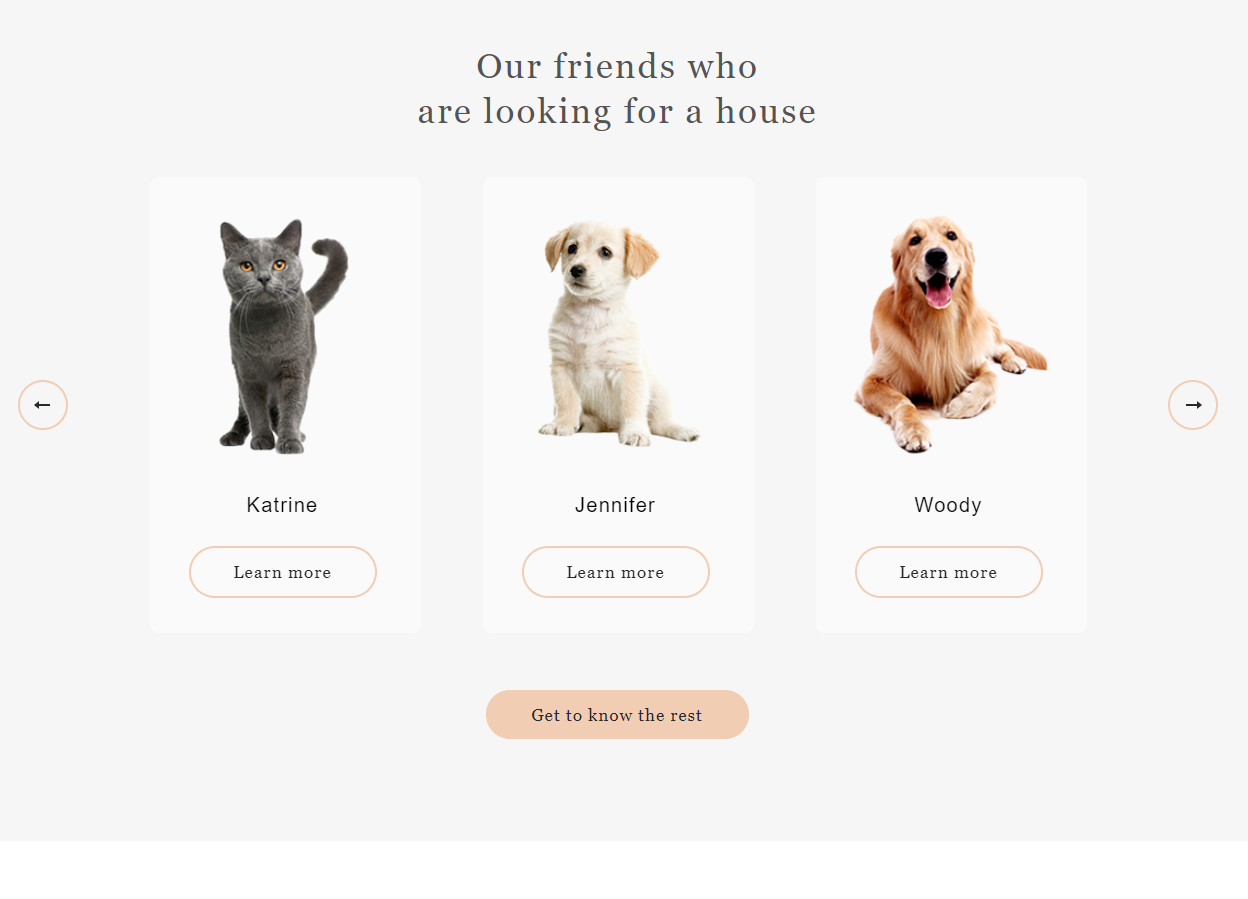 Our friends who
are looking for a house
Katrine
Jennifer
Woody
Learn more
Learn more
Learn more
Get to know the rest